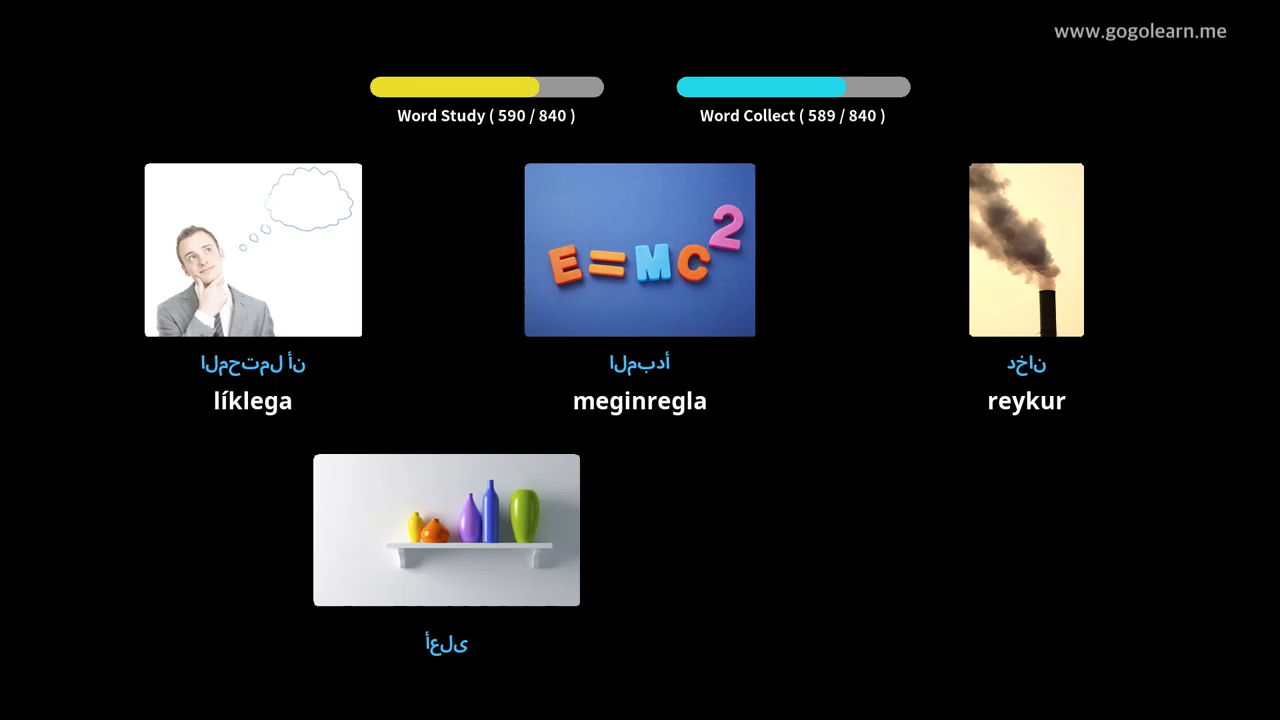 www.gogolearn.me
Word Study ( 590 / 840 )
Word Collect ( 589 / 840 )
E=MC2
المحتمل أن
المبدأ
دخان
líklega
meginregla
reykur
أعلى